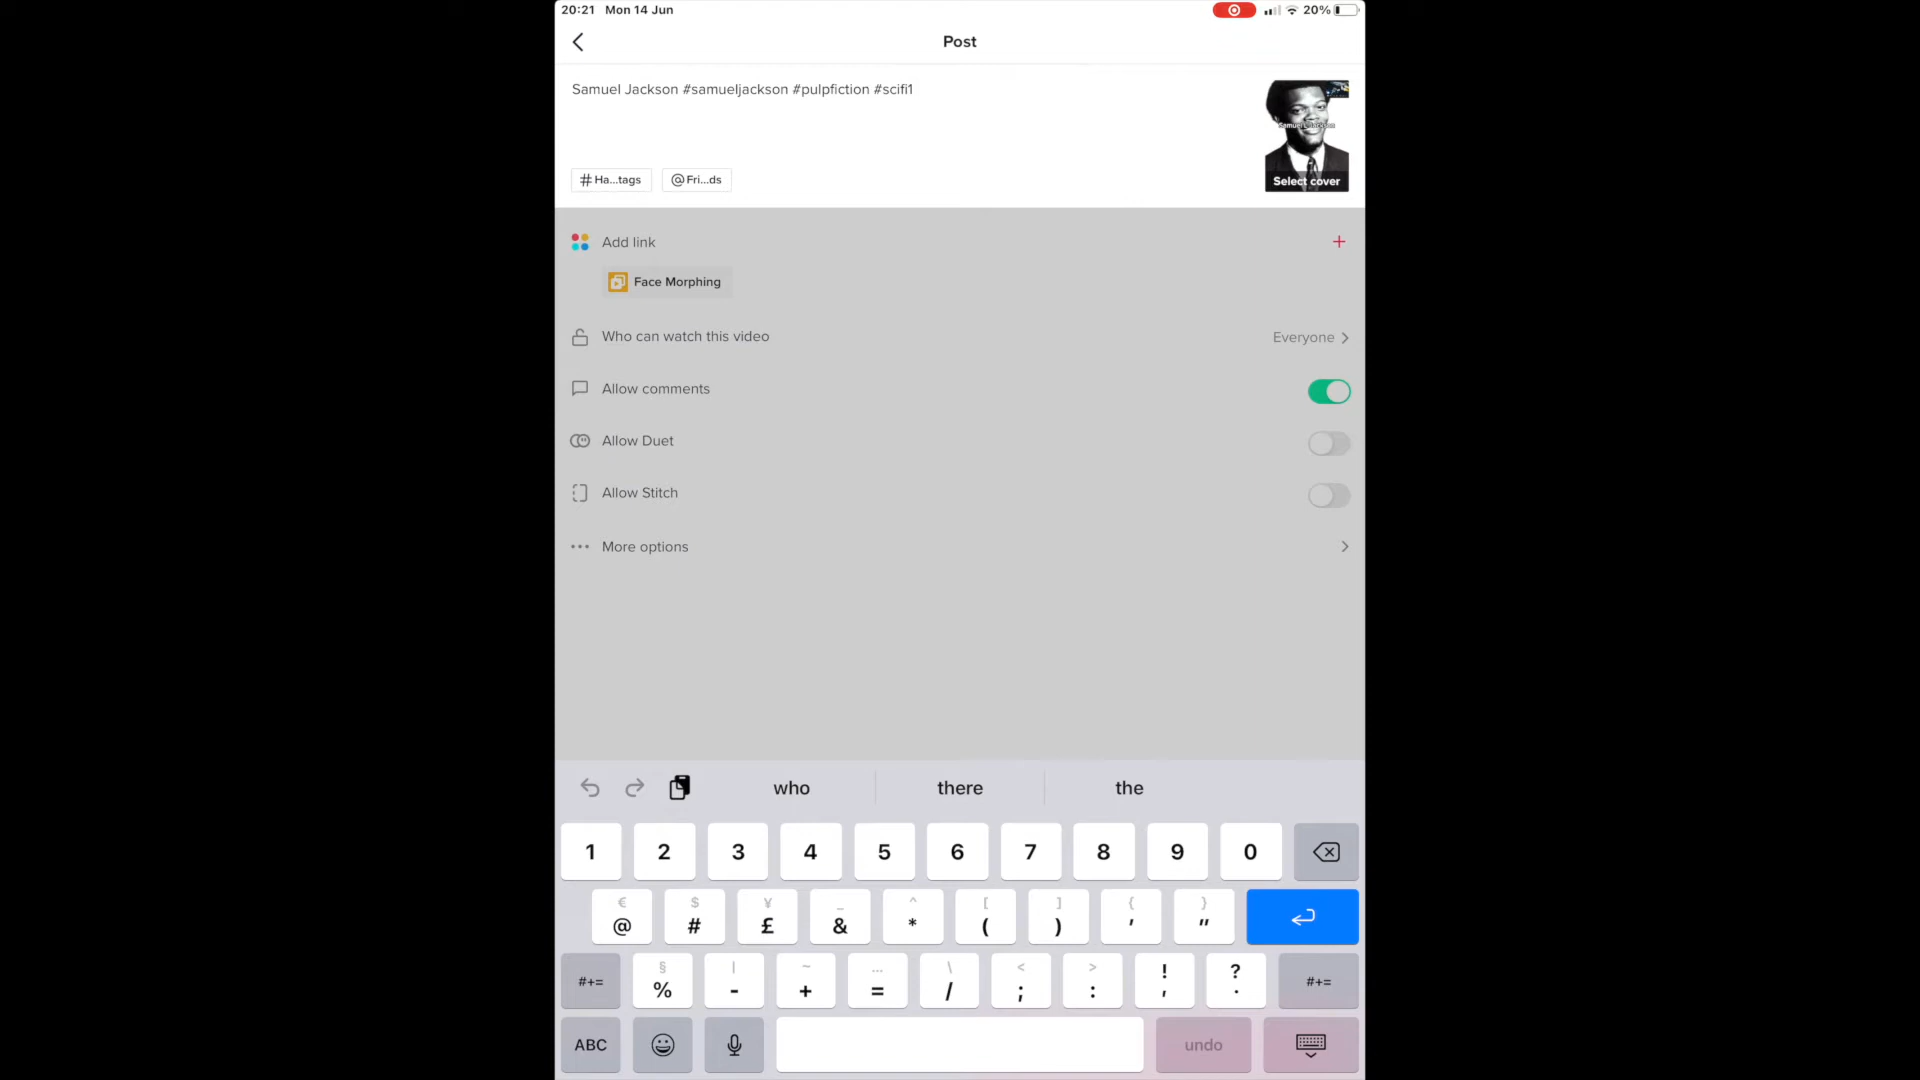 20:21 Mon 14 Jun 20%
Post
Samuel Jackson #samueljackson #pulpfiction #scifi1
Samuel L Jackson
Select cover
# Ha...tags @ Fri...ds
Add link +
Face Morphing
Who can watch this video Everyone
Allow comments
Allow Duet
Allow Stitch
More options
who there the
1 2 3 4 5 6 7 8 9 0
€ $ ¥ _ ^ [ ] { }
@ # £ & * ( ) ' "
§ | ~ ... \ < > ! ?
#+= % - + = / ; : , . #+=
ABC undo